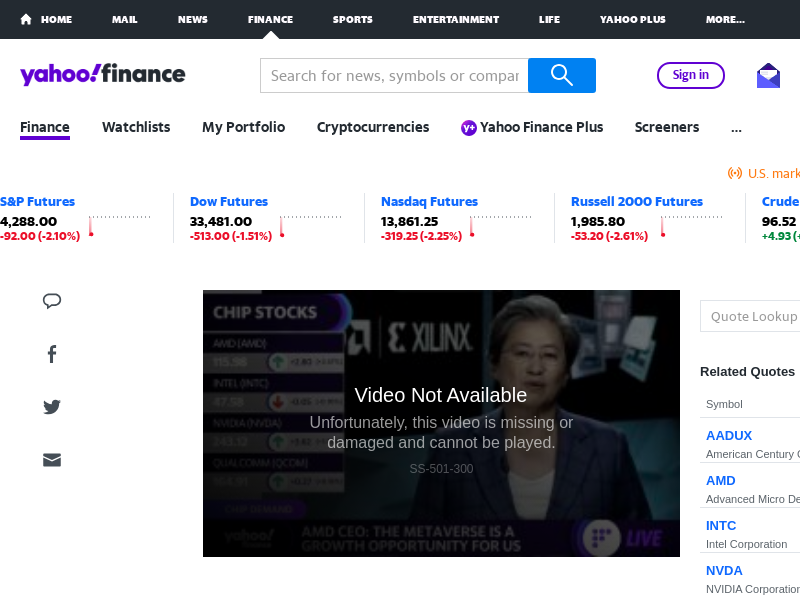 HOME MAIL NEWS FINANCE SPORTS ENTERTAINMENT LIFE YAHOO PLUS MORE...
yahoo!finance
Search for news, symbols or compar
Sign in
Finance Watchlists My Portfolio Cryptocurrencies Y+ Yahoo Finance Plus Screeners ...
U.S. mark
S&P Futures Dow Futures Nasdaq Futures Russell 2000 Futures Crude
4,288.00 33,481.00 13,861.25 1,985.80 96.52
-92.00 (-2.10%) -513.00 (-1.51%) -319.25 (-2.25%) -53.20 (-2.61%) +4.93 (+
CHIP STOCKS
AMD (AMD)
XILINX
INTEL (INTC)
NVIDIA (NVDA)
QUALCOMM (QCOM)
CHIP DEMAND
yahoo!
AMD CEO: THE METAVERSE IS A
GROWTH OPPORTUNITY FOR US
LIVE
Video Not Available
Unfortunately, this video is missing or
damaged and cannot be played.
SS-501-300
Quote Lookup
Related Quotes
Symbol
AADUX
American Century
AMD
Advanced Micro De
INTC
Intel Corporation
NVDA
NVIDIA Corporation